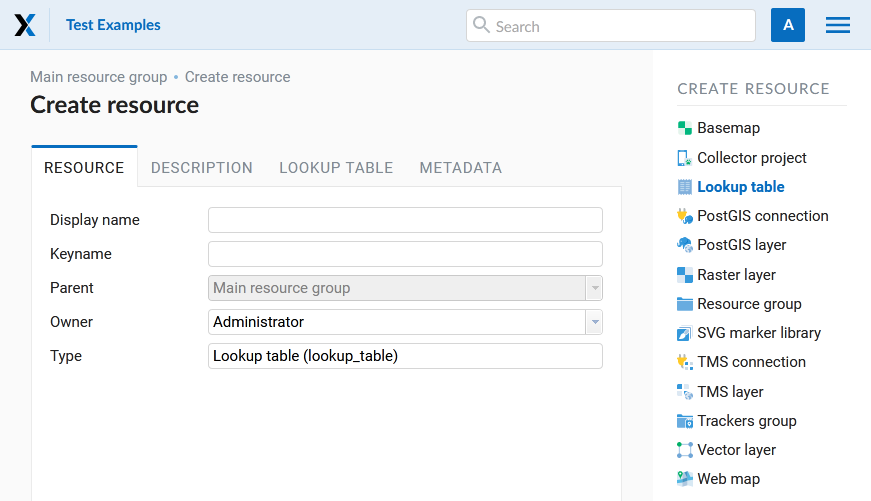 Test Examples
Search
A
Main resource group • Create resource
Create resource
RESOURCE DESCRIPTION LOOKUP TABLE METADATA
Display name
Keyname
Parent Main resource group
Owner Administrator
Type Lookup table (lookup_table)
CREATE RESOURCE
Basemap
Collector project
Lookup table
PostGIS connection
PostGIS layer
Raster layer
Resource group
SVG marker library
TMS connection
TMS layer
Trackers group
Vector layer
Web map